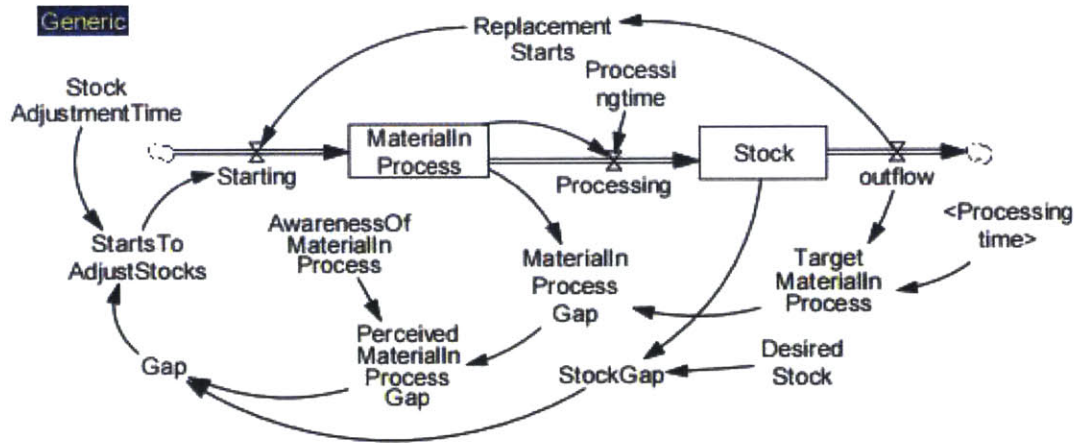 Generic
Replacement
Starts
Processi
ngtime
Stock
AdjustmentTime
MaterialIn
Process
Stock
Starting
Processing
outflow
<Processing
time>
AwarenessOf
MaterialIn
Process
StartsTo
AdjustStocks
MaterialIn
Process
Gap
Target
MaterialIn
Process
Perceived
MaterialIn
Process
Gap
Desired
Stock
Gap
StockGap